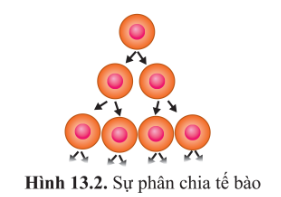 Hình 13.2. Sự phân chia tế bào